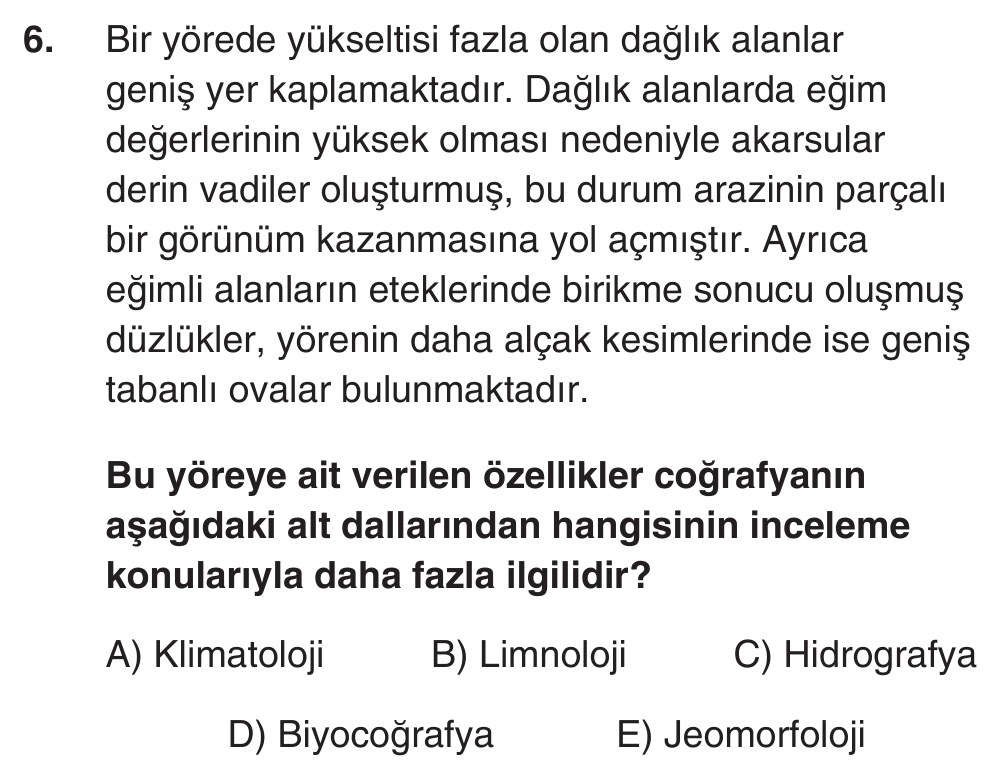 6. Bir yörede yükseltisi fazla olan dağlık alanlar
geniş yer kaplamaktadır. Dağlık alanlarda eğim
değerlerinin yüksek olması nedeniyle akarsular
derin vadiler oluşturmuş, bu durum arazinin parçalı
bir görünüm kazanmasına yol açmıştır. Ayrıca
eğimli alanların eteklerinde birikme sonucu oluşmuş
düzlükler, yörenin daha alçak kesimlerinde ise geniş
tabanlı ovalar bulunmaktadır.
Bu yöreye ait verilen özellikler coğrafyanın
aşağıdaki alt dallarından hangisinin inceleme
konularıyla daha fazla ilgilidir?
A) Klimatoloji B) Limnoloji C) Hidrografya
D) Biyocoğrafya E) Jeomorfoloji